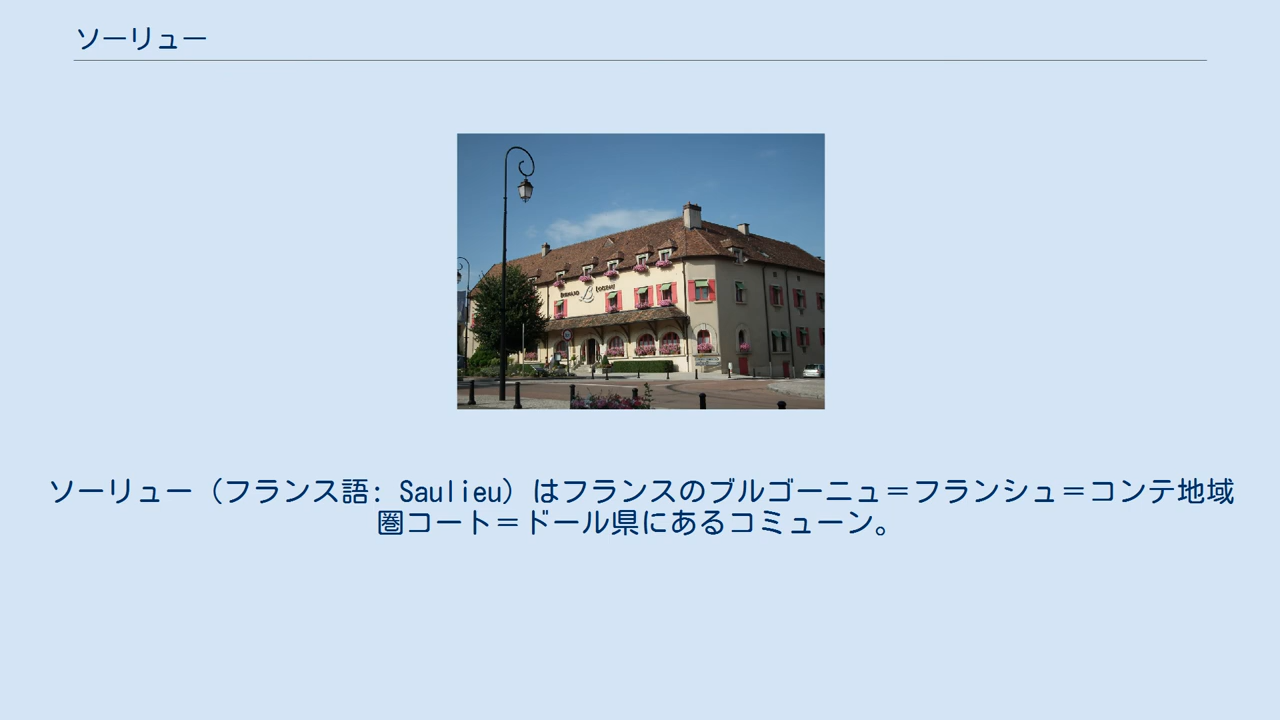 ソーリュー
BERNARD LOISEAU
ソーリュー（フランス語: Saulieu）はフランスのブルゴーニュ＝フランシュ＝コンテ地域
圏コート＝ドール県にあるコミューン。